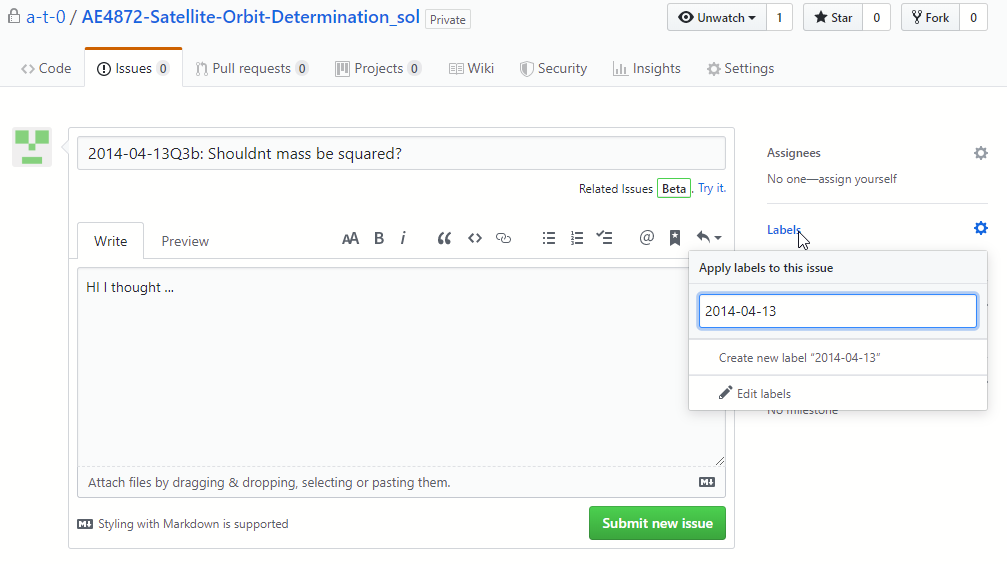 a-t-0 / AE4872-Satellite-Orbit-Determination_sol Private Unwatch 1 Star 0 Fork 0
Code Issues 0 Pull requests 0 Projects 0 Wiki Security Insights Settings
2014-04-13Q3b: Shouldnt mass be squared?
Related Issues Beta . Try it.
Write Preview AA B i
HI I thought ...
Attach files by dragging & dropping, selecting or pasting them.
Styling with Markdown is supported
Submit new issue
Assignees
No one—assign yourself
Labels
Apply labels to this issue
2014-04-13
Create new label “2014-04-13”
Edit labels
No milestone